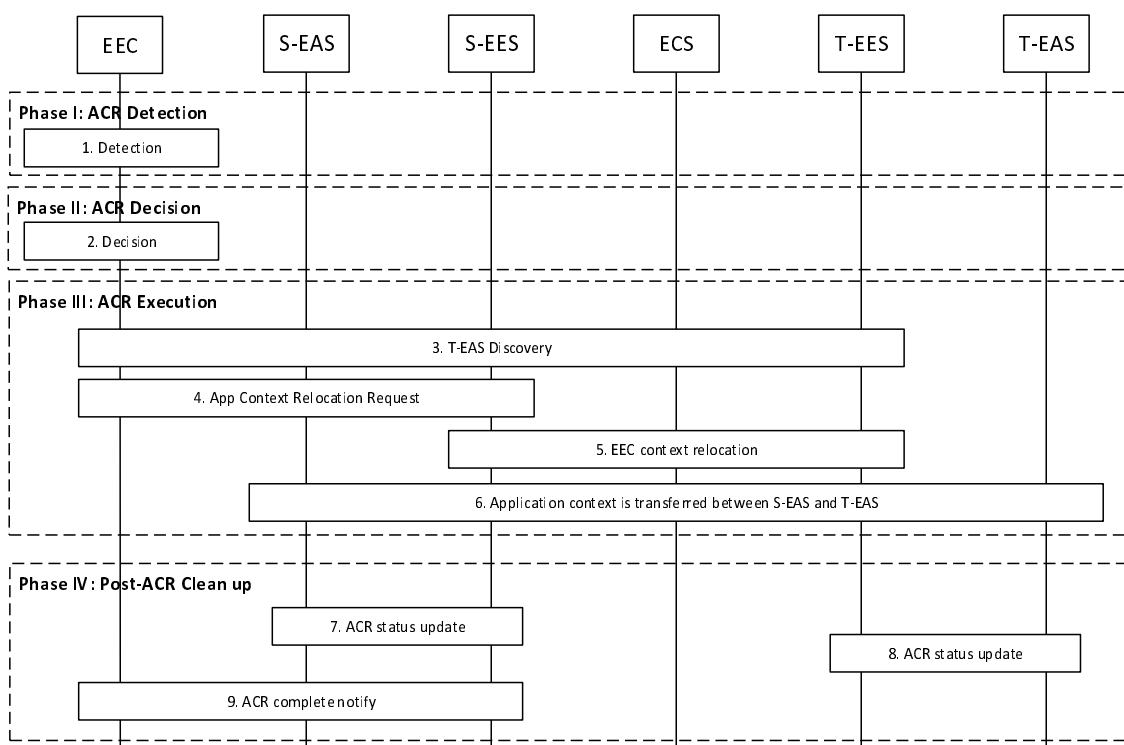 EEC
S-EAS
S-EES
ECS
T-EES
T-EAS
Phase I: ACR Detection
1. Detection
Phase II: ACR Decision
2. Decision
Phase III: ACR Execution
3. T-EAS Discovery
4. App Context Relocation Request
5. EEC context relocation
6. Application context is transferred between S-EAS and T-EAS
Phase IV: Post-ACR Clean up
7. ACR status update
8. ACR status update
9. ACR complete notify